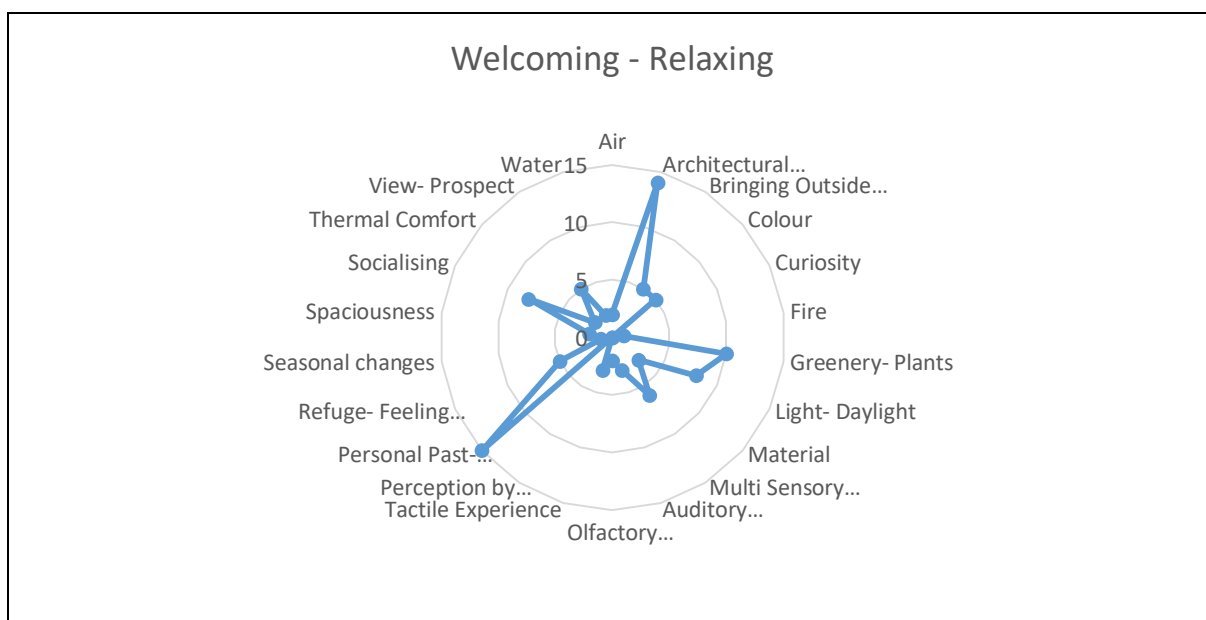 Welcoming - Relaxing
Air
Architectural...
Bringing Outside...
Colour
Curiosity
Fire
Greenery- Plants
Light- Daylight
Material
Multi Sensory...
Auditory...
Olfactory...
Tactile Experience
Perception by...
Personal Past-...
Refuge- Feeling...
Seasonal changes
Spaciousness
Socialising
Thermal Comfort
View- Prospect
Water
15
10
5
0